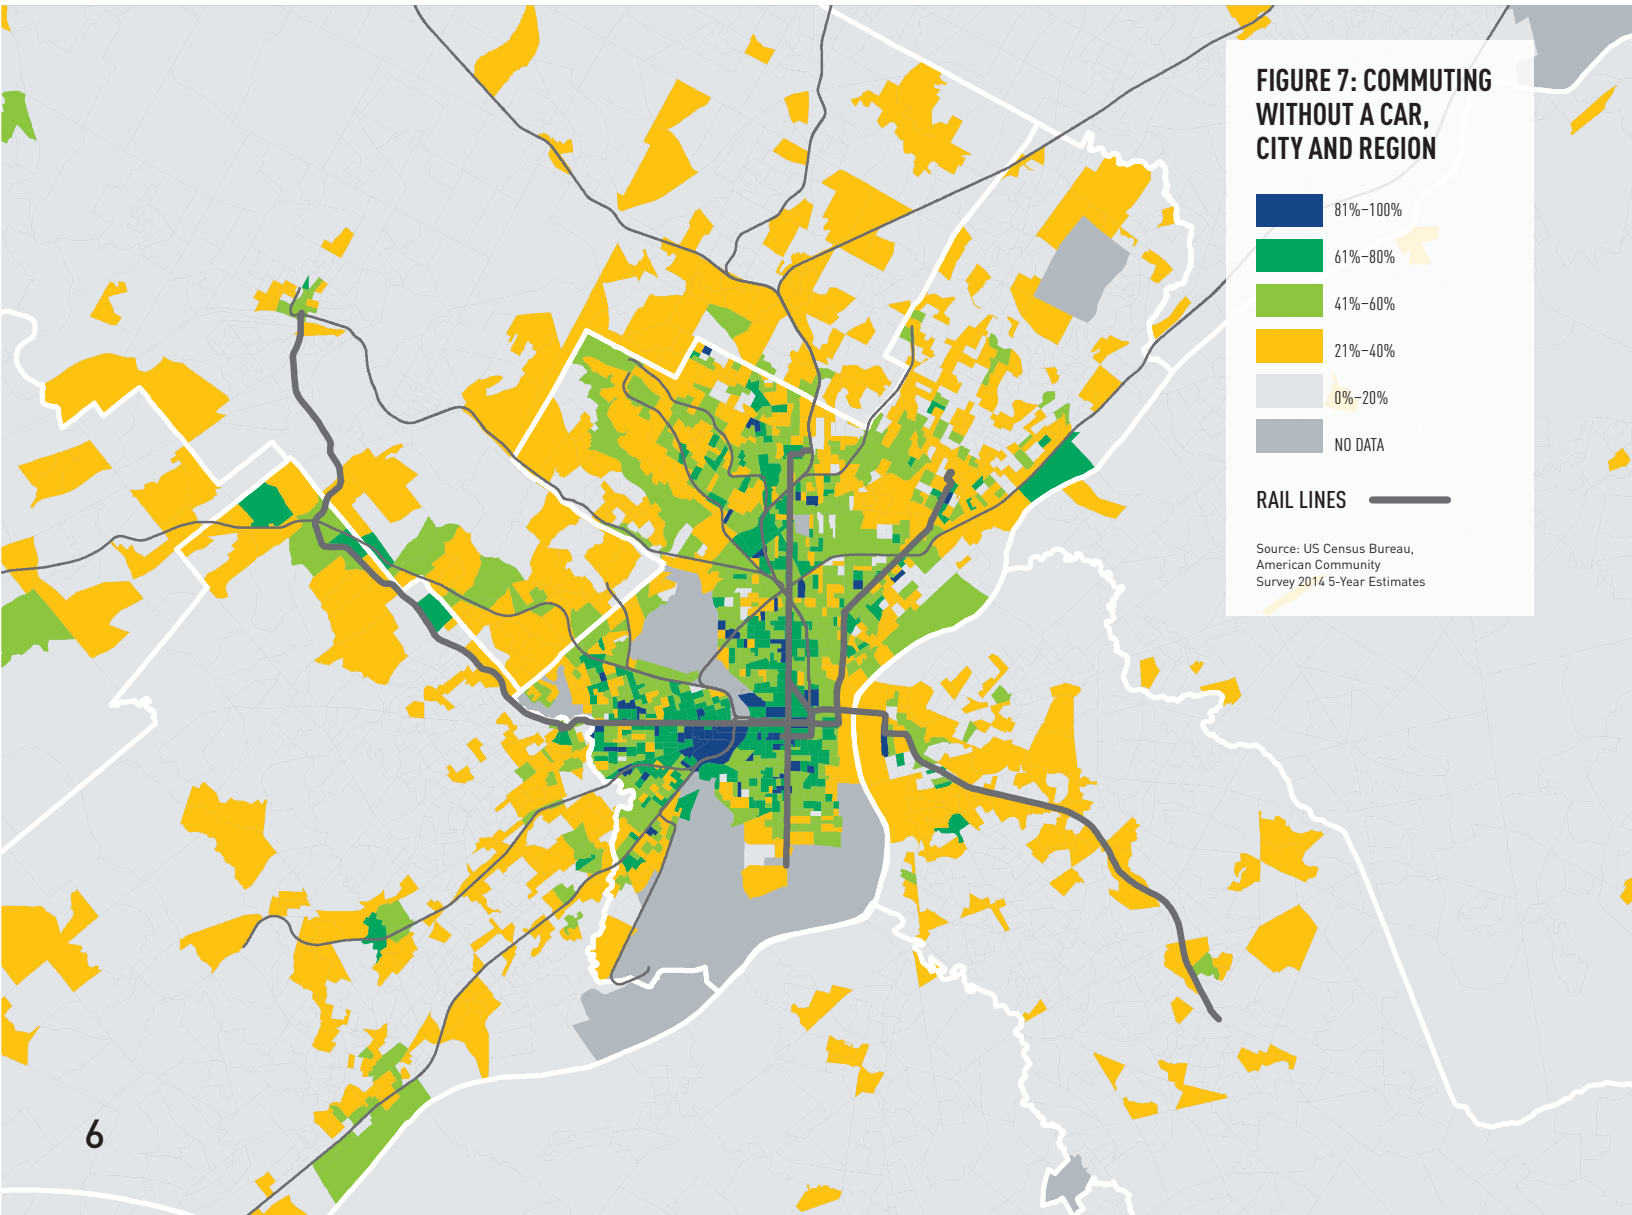 FIGURE 7: COMMUTING
WITHOUT A CAR,
CITY AND REGION
81%–100%
61%–80%
41%–60%
21%–40%
0%–20%
NO DATA
RAIL LINES
Source: US Census Bureau,
American Community
Survey 2014 5-Year Estimates
6